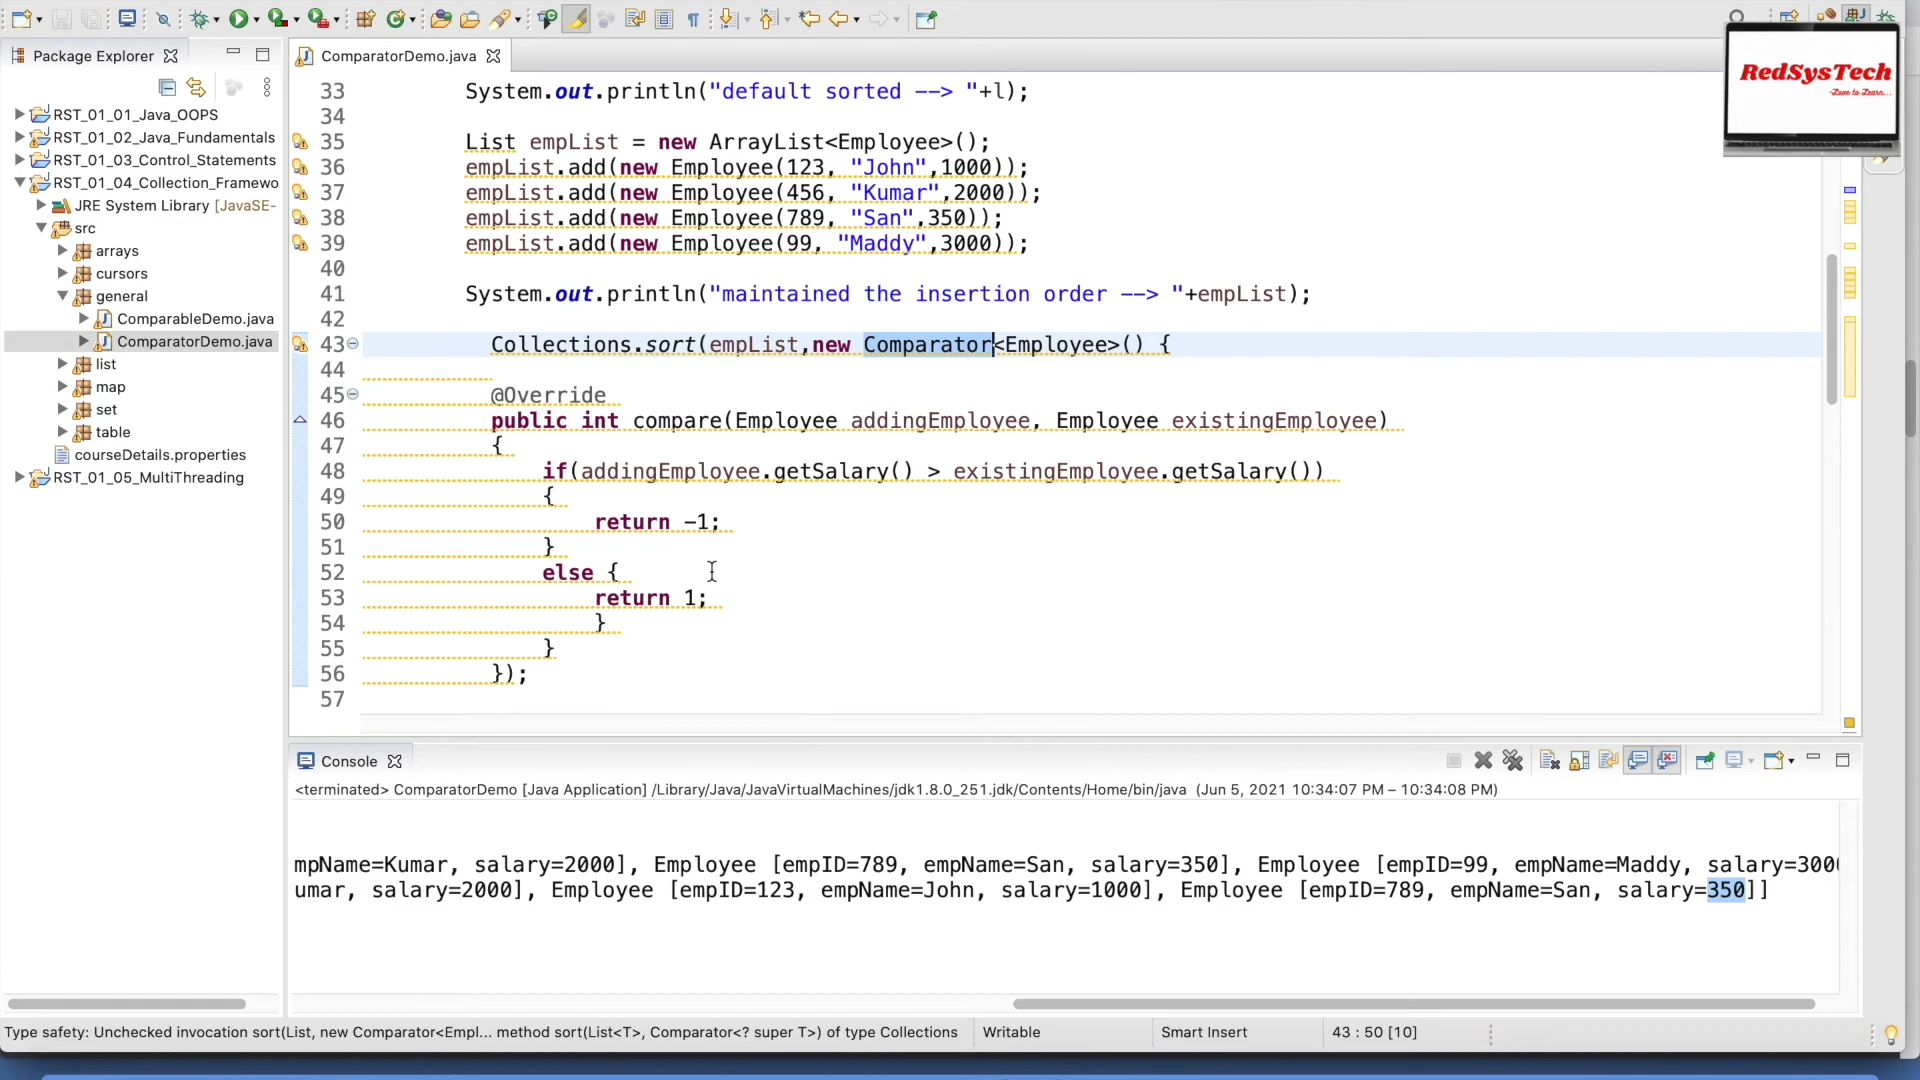 Package Explorer
ComparatorDemo.java
RedSysTech
-Love to Learn...
RST_01_01_Java_OOPS
RST_01_02_Java_Fundamentals
RST_01_03_Control_Statements
RST_01_04_Collection_Framewo
JRE System Library [JavaSE-
src
arrays
cursors
general
ComparableDemo.java
ComparatorDemo.java
list
map
set
table
courseDetails.properties
RST_01_05_MultiThreading
33 System.out.println("default sorted --> "+l);
34
35 List empList = new ArrayList<Employee>();
36 empList.add(new Employee(123, "John",1000));
37 empList.add(new Employee(456, "Kumar",2000));
38 empList.add(new Employee(789, "San",350));
39 empList.add(new Employee(99, "Maddy",3000));
40
41 System.out.println("maintained the insertion order --> "+empList);
42
43 Collections.sort(empList,new Comparator<Employee>() {
44
45 @Override
46 public int compare(Employee addingEmployee, Employee existingEmployee)
47 {
48 if(addingEmployee.getSalary() > existingEmployee.getSalary())
49 {
50 return -1;
51 }
52 else {
53 return 1;
54 }
55 }
56 });
57
Console
<terminated> ComparatorDemo [Java Application] /Library/Java/JavaVirtualMachines/jdk1.8.0_251.jdk/Contents/Home/bin/java (Jun 5, 2021 10:34:07 PM – 10:34:08 PM)
mpName=Kumar, salary=2000], Employee [empID=789, empName=San, salary=350], Employee [empID=99, empName=Maddy, salary=300
umar, salary=2000], Employee [empID=123, empName=John, salary=1000], Employee [empID=789, empName=San, salary=350]]
Type safety: Unchecked invocation sort(List, new Comparator<Empl... method sort(List<T>, Comparator<? super T>) of type Collections
Writable
Smart Insert
43 : 50 [10]